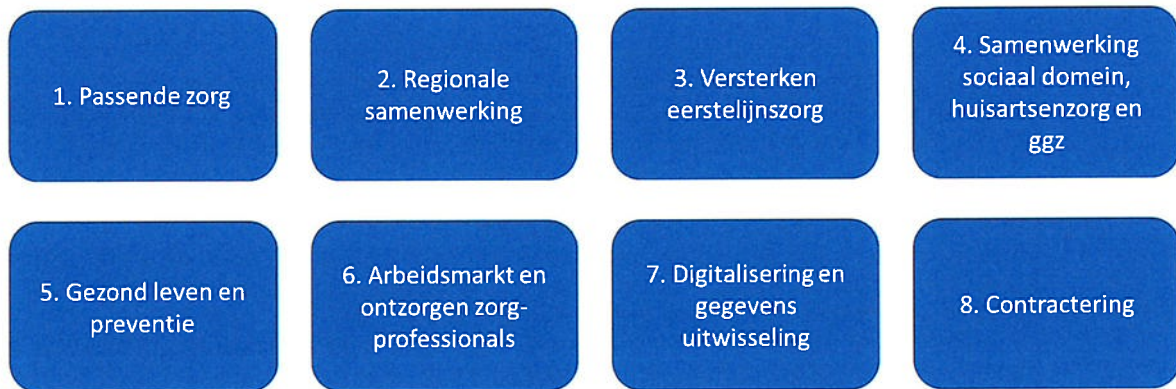 1. Passende zorg
2. Regionale
samenwerking
3. Versterken
eerstelijnszorg
4. Samenwerking
sociaal domein,
huisartsenzorg en
ggz
5. Gezond leven en
preventie
6. Arbeidsmarkt en
ontzorgen zorg-
professionals
7. Digitalisering en
gegevens
uitwisseling
8. Contractering